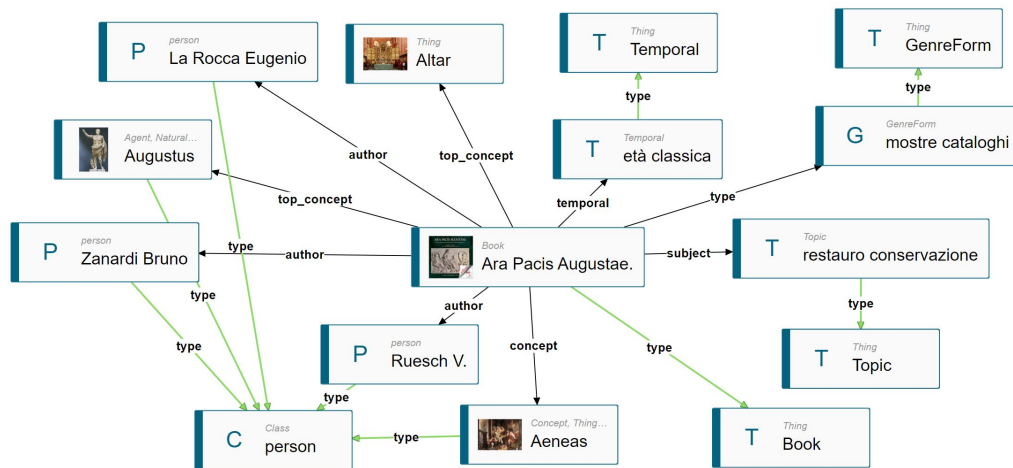 person
P
La Rocca Eugenio
Thing
Altar
Thing
T
Temporal
Thing
T
GenreForm
type
type
Agent, Natural...
Augustus
author
top_concept
Temporal
T
età classica
GenreForm
G
mostre cataloghi
top_concept
temporal
type
person
P
Zanardi Bruno
type
author
Book
Ara Pacis Augustae.
subject
Topic
T
restauro conservazione
type
type
author
type
person
P
Ruesch V.
concept
type
Thing
T
Topic
type
Class
C
person
type
Concept, Thing...
Aeneas
Thing
T
Book